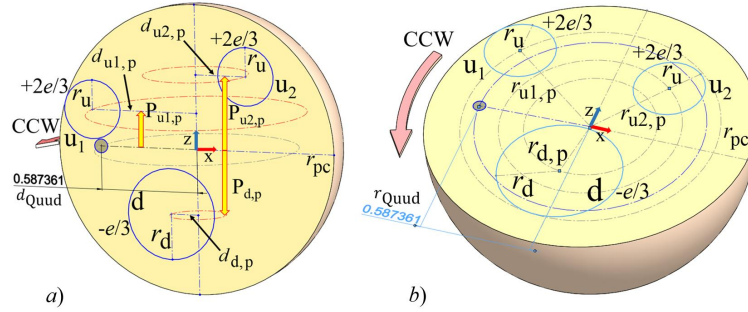 d_u2,p
d_u1,p
+2e/3
r_u
u_2
+2e/3
r_u
P_u1,p
P_u2,p
CCW
u_1
z
x
r_pc
0.587361
d_Quud
d
P_d,p
-e/3
r_d
d_d,p
a)
+2e/3
r_u
CCW
+2e/3
u_1
r_u
u_2
r_u1,p
r_u2,p
z
x
r_d,p
r_pc
r_d
d
-e/3
r_Quud
0.587361
b)